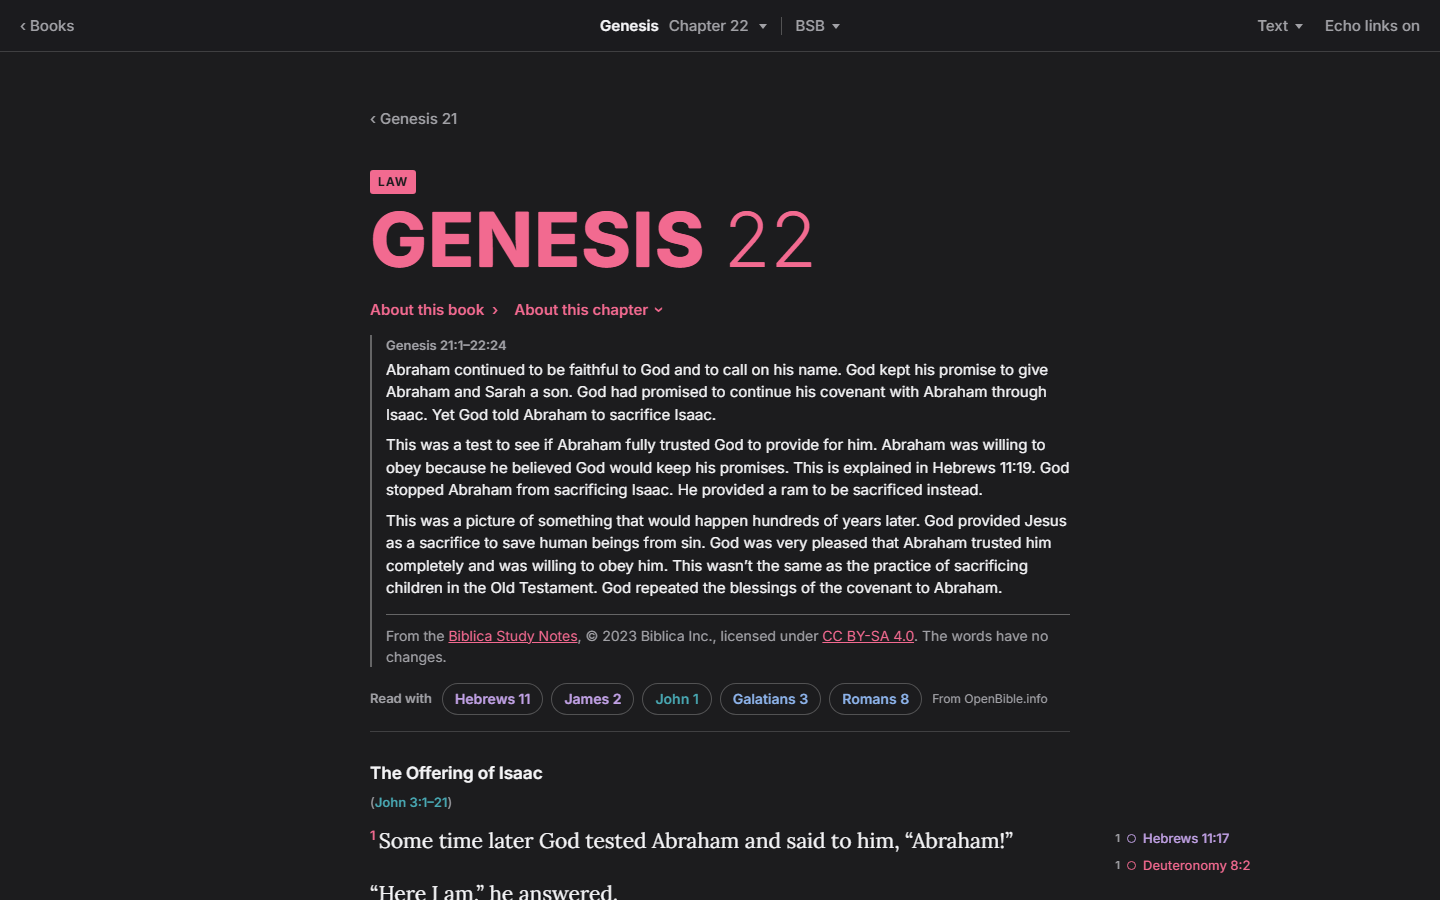 ‹ Books
Genesis Chapter 22
BSB
Text
Echo links on
‹ Genesis 21
LAW
GENESIS 22
About this book ›
About this chapter
Genesis 21:1–22:24
Abraham continued to be faithful to God and to call on his name. God kept his promise to give
Abraham and Sarah a son. God had promised to continue his covenant with Abraham through
Isaac. Yet God told Abraham to sacrifice Isaac.
This was a test to see if Abraham fully trusted God to provide for him. Abraham was willing to
obey because he believed God would keep his promises. This is explained in Hebrews 11:19. God
stopped Abraham from sacrificing Isaac. He provided a ram to be sacrificed instead.
This was a picture of something that would happen hundreds of years later. God provided Jesus
as a sacrifice to save human beings from sin. God was very pleased that Abraham trusted him
completely and was willing to obey him. This wasn’t the same as the practice of sacrificing
children in the Old Testament. God repeated the blessings of the covenant to Abraham.
From the Biblica Study Notes, © 2023 Biblica Inc., licensed under CC BY-SA 4.0. The words have no
changes.
Read with Hebrews 11 James 2 John 1 Galatians 3 Romans 8 From OpenBible.info
The Offering of Isaac
(John 3:1–21)
1 Some time later God tested Abraham and said to him, “Abraham!”
1 Hebrews 11:17
1 Deuteronomy 8:2
“Here I am,” he answered.